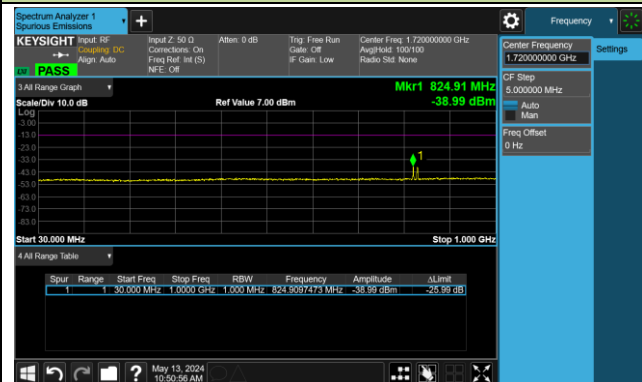 Spectrum Analyzer 1
Spurious Emissions
Frequency
KEYSIGHT Input: RF Input Z: 50 Ω Atten: 0 dB Trig: Free Run Center Freq: 1.720000000 GHz
Coupling: DC Corrections: On Gate: Off Avg|Hold: 100/100
Align: Auto Freq Ref: Int (S) IF Gain: Low Radio Std: None
NFE: Off
PASS
Center Frequency
1.720000000 GHz
Settings
CF Step
5.000000 MHz
Auto
Man
Freq Offset
0 Hz
3 All Range Graph
Mkr1 824.91 MHz
Scale/Div 10.0 dB Ref Value 7.00 dBm -38.99 dBm
Log
-3.00
-13.0
-23.0
-33.0
-43.0
-53.0
-63.0
-73.0
-83.0
1
Start 30.000 MHz Stop 1.000 GHz
4 All Range Table
Spur Range Start Freq Stop Freq RBW Frequency Amplitude ΔLimit
1 1 30.000 MHz 1.0000 GHz 1.000 MHz 824.9097473 MHz -38.99 dBm -25.99 dB
?
May 13, 2024
10:50:56 AM